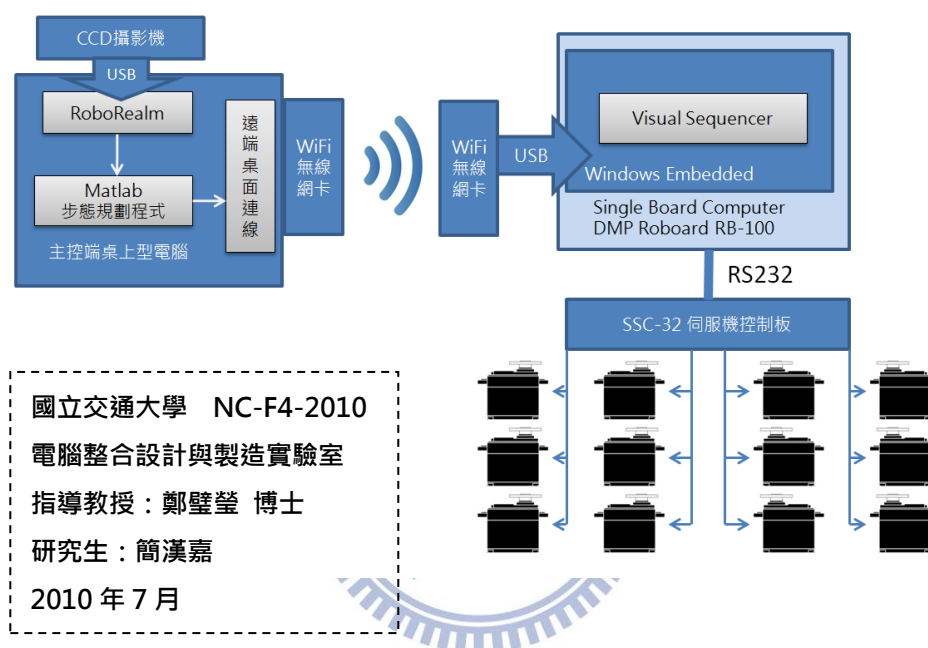 CCD攝影機
USB
RoboRealm
Matlab
步態規劃程式
主控端桌上型電腦
遠
端
桌
面
連
線
WiFi
無線
網卡
WiFi
無線
網卡
USB
Visual Sequencer
Windows Embedded
Single Board Computer
DMP Roboard RB-100
RS232
SSC-32 伺服機控制板
國立交通大學 NC-F4-2010
電腦整合設計與製造實驗室
指導教授：鄭璧瑩 博士
研究生：簡漢嘉
2010 年 7 月